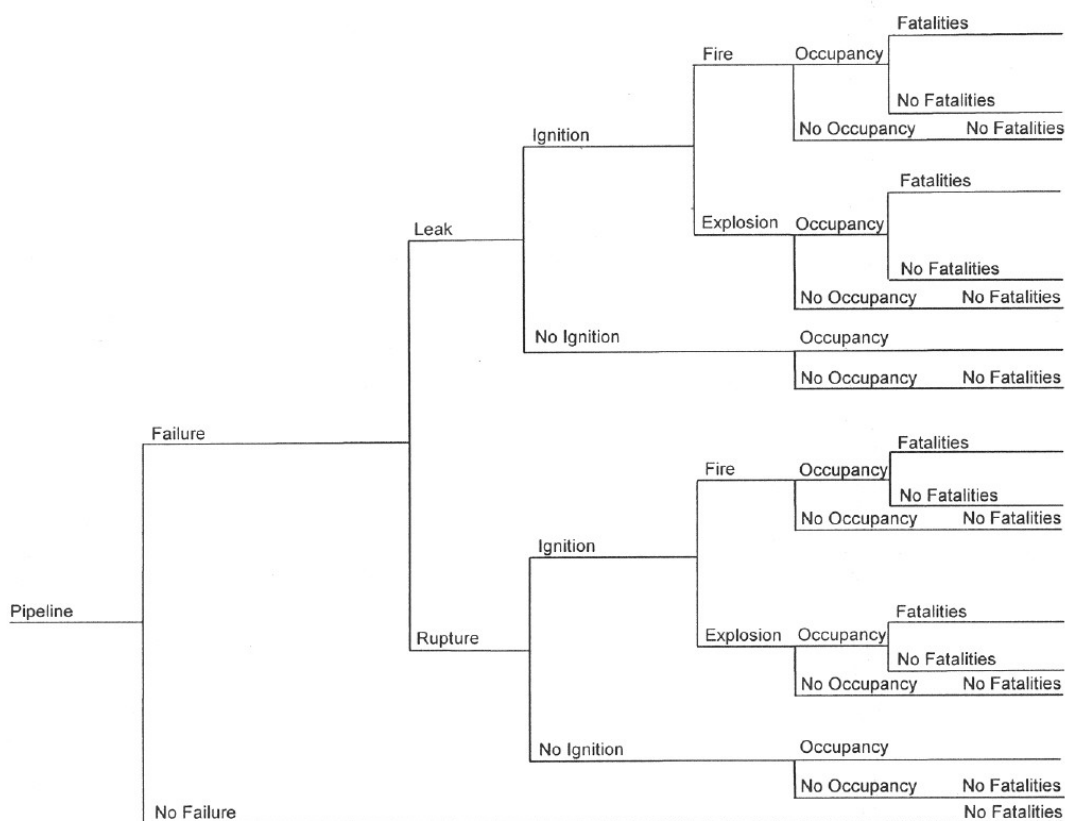 Fatalities
Fire Occupancy
No Fatalities
No Occupancy No Fatalities
Ignition
Fatalities
Leak
Explosion Occupancy
No Fatalities
No Occupancy No Fatalities
No Ignition Occupancy
No Occupancy No Fatalities
Failure
Fatalities
Fire Occupancy
No Fatalities
No Occupancy No Fatalities
Ignition
Pipeline
Fatalities
Rupture
Explosion Occupancy
No Fatalities
No Occupancy No Fatalities
No Ignition Occupancy
No Occupancy No Fatalities
No Failure No Fatalities